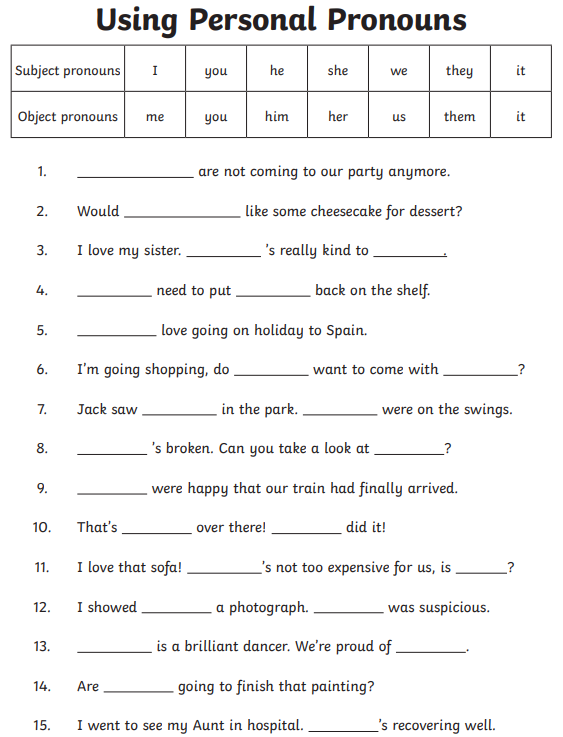 Using Personal Pronouns
Subject pronouns I you he she we they it
Object pronouns me you him her us them it
1. ______________ are not coming to our party anymore.
2. Would ______________ like some cheesecake for dessert?
3. I love my sister. _________ 's really kind to _________.
4. _________ need to put _________ back on the shelf.
5. __________ love going on holiday to Spain.
6. I'm going shopping, do _________ want to come with _________?
7. Jack saw _________ in the park. _________ were on the swings.
8. _________ 's broken. Can you take a look at _________?
9. _________ were happy that our train had finally arrived.
10. That's _________ over there! _________ did it!
11. I love that sofa! _________'s not too expensive for us, is ______?
12. I showed _________ a photograph. _________ was suspicious.
13. _________ is a brilliant dancer. We're proud of _________.
14. Are _________ going to finish that painting?
15. I went to see my Aunt in hospital. _________'s recovering well.